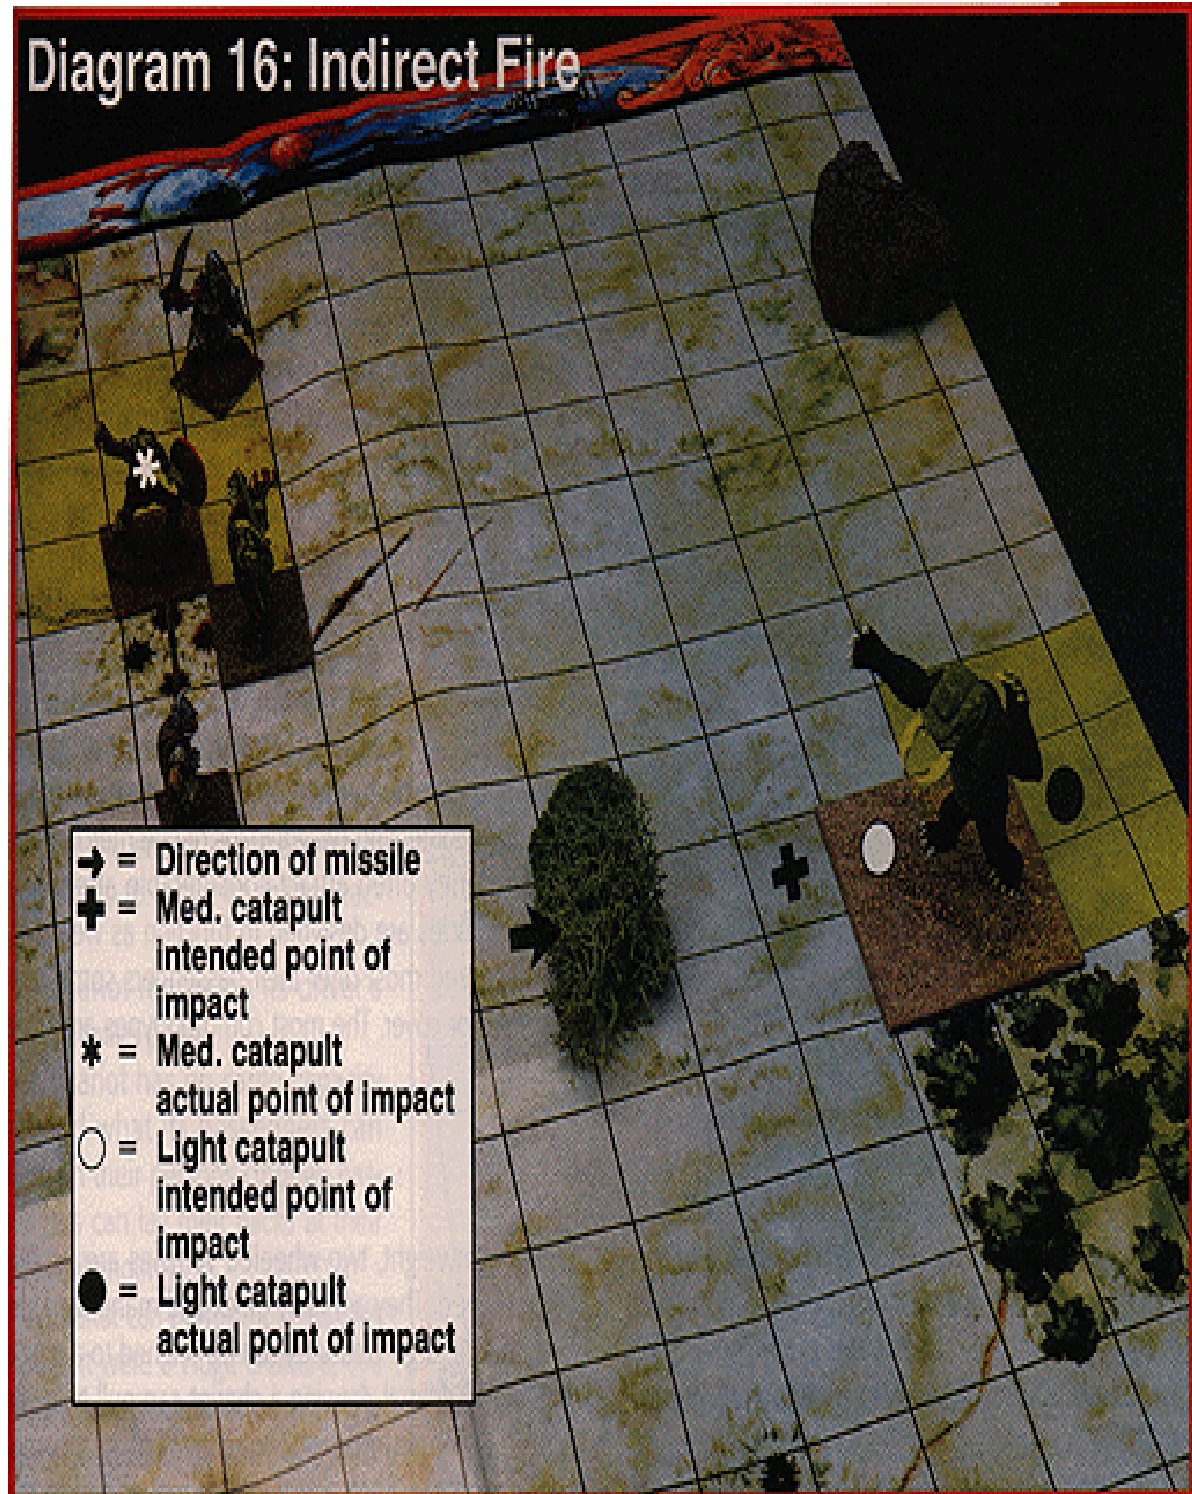 Diagram 16: Indirect Fire
➔ = Direction of missile
✚ = Med. catapult
intended point of
impact
* = Med. catapult
actual point of impact
○ = Light catapult
intended point of
impact
● = Light catapult
actual point of impact